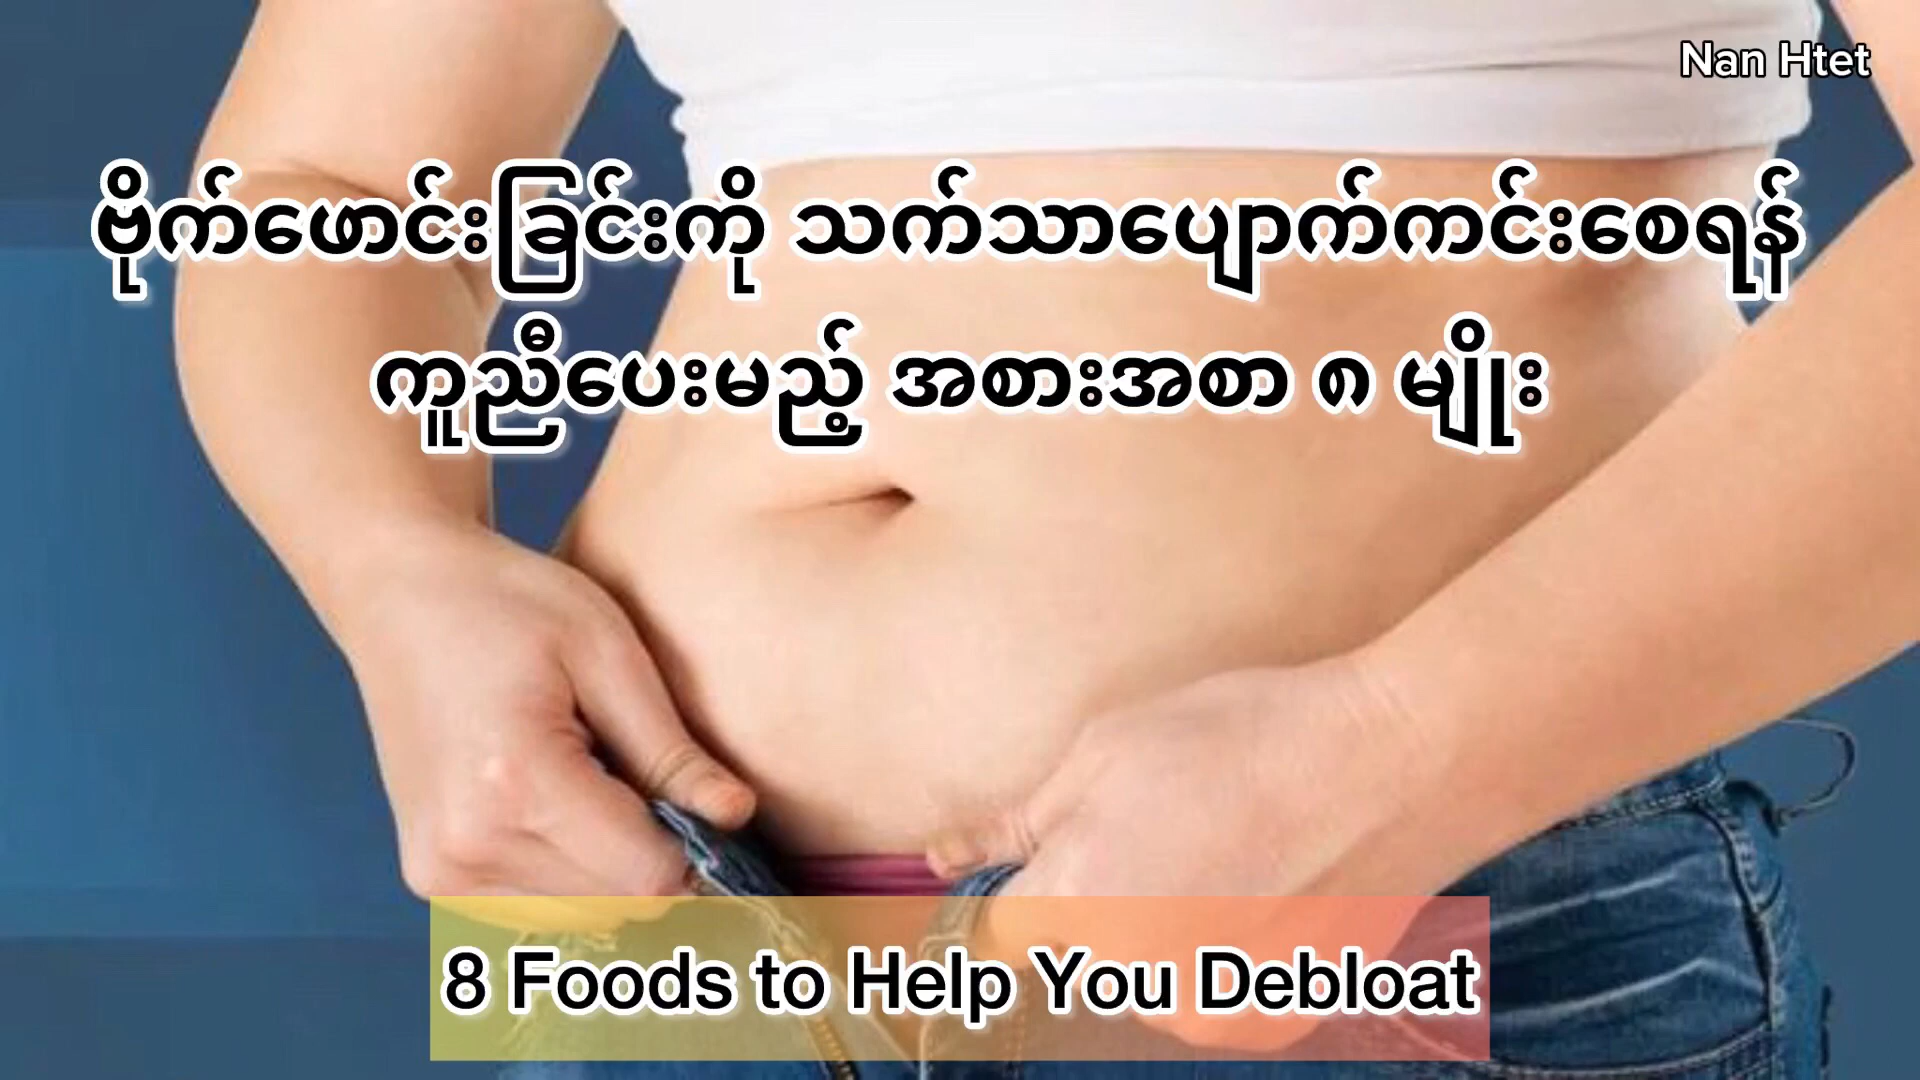 Nan Htet
ဗိုက်ဖောင်းခြင်းကို သက်သာပျောက်ကင်းစေရန်
ကူညီပေးမည့် အစားအစာ ၈ မျိုး
8 Foods to Help You Debloat